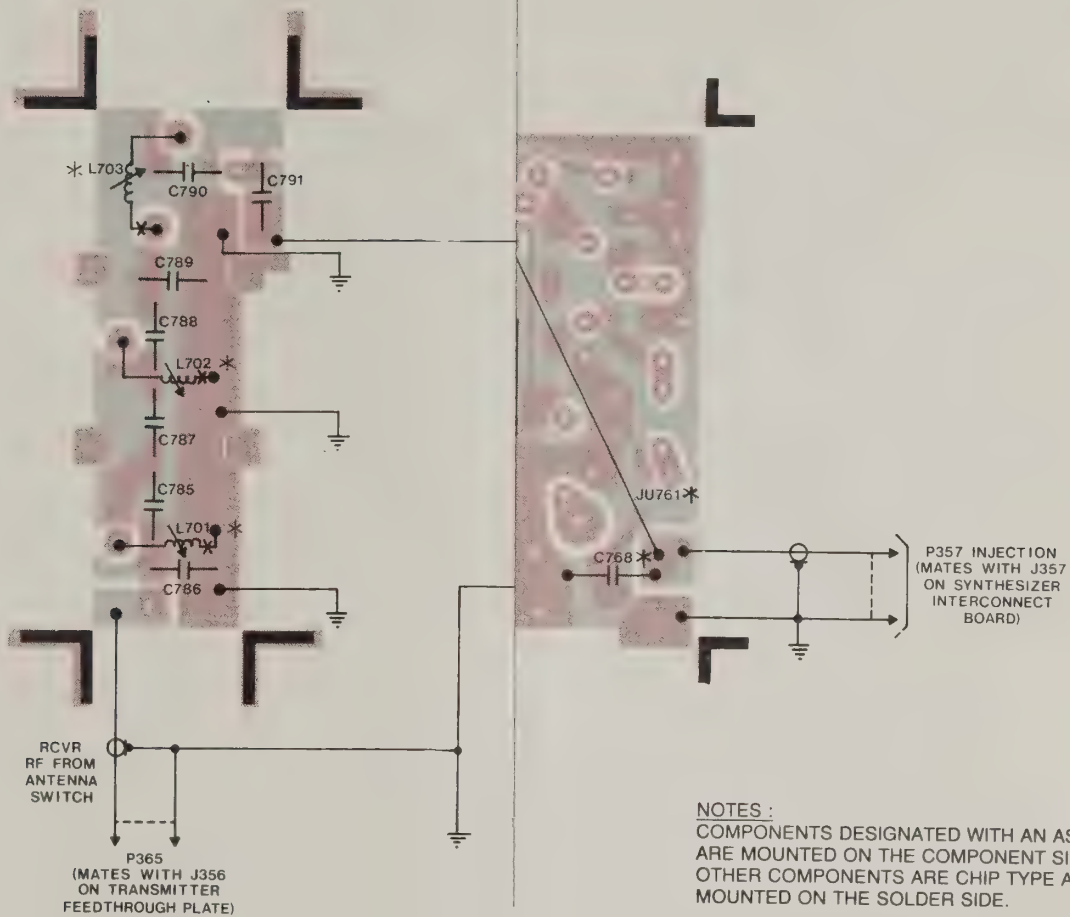 * L703
C790
C791
C789
C788
L702 *
C787
C785
L701 *
C786
JU761 *
C768 *
P357 INJECTION
(MATES WITH J357
ON SYNTHESIZER
INTERCONNECT
BOARD)
RCVR
RF FROM
ANTENNA
SWITCH
P365
(MATES WITH J356
ON TRANSMITTER
FEEDTHROUGH PLATE)
NOTES :
COMPONENTS DESIGNATED WITH AN
ARE MOUNTED ON THE COMPONENT
OTHER COMPONENTS ARE CHIP TYPE
MOUNTED ON THE SOLDER SIDE.